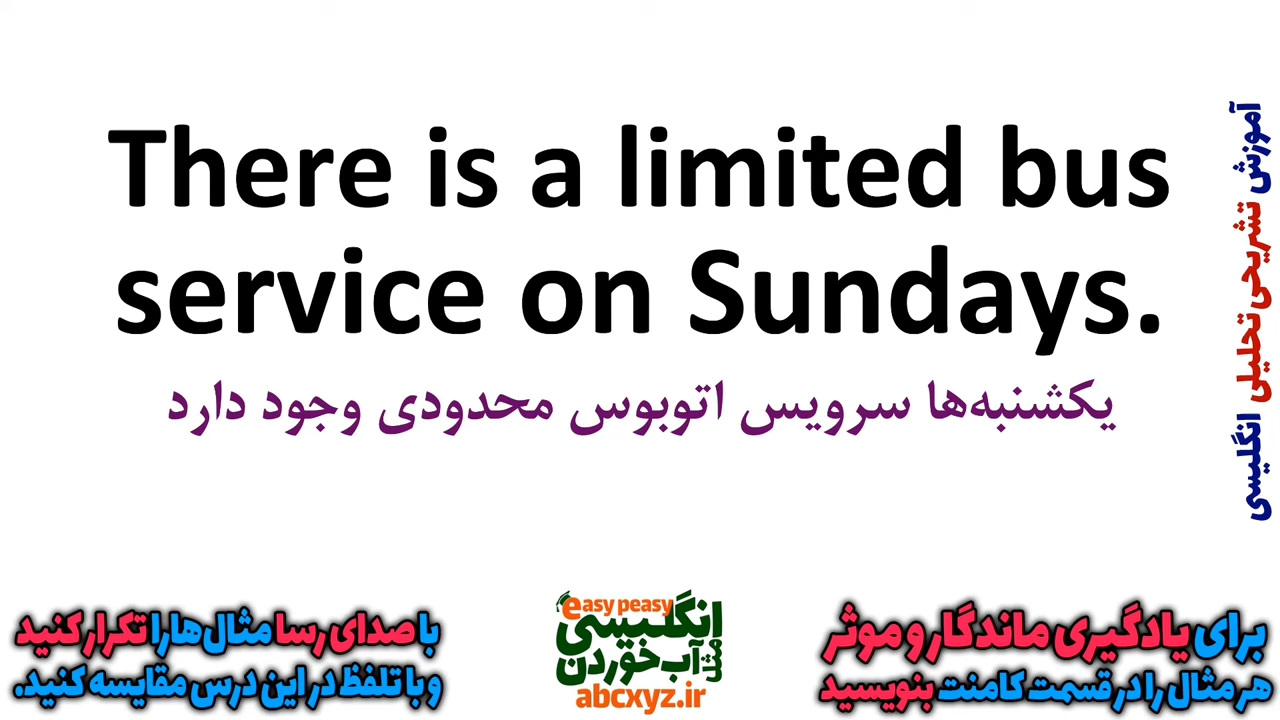 There is a limited bus
service on Sundays.
یکشنبه‌ها سرویس اتوبوس محدودی وجود دارد
آموزش تشریحی تحلیلی انگلیسی
برای یادگیری ماندگار و موثر
هر مثال را در قسمت کامنت بنویسید
easy peasy
انگلیسی
مثل آب خوردن
abcxyz.ir
با صدای رسا مثال‌ها را تکرار کنید
و با تلفظ در این درس مقایسه کنید.